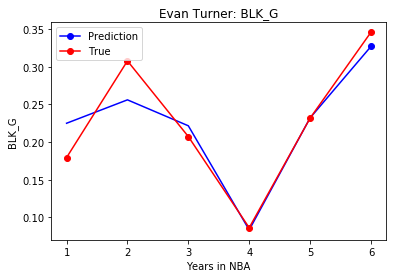 Evan Turner: BLK_G
Prediction
True
BLK_G
0.35
0.30
0.25
0.20
0.15
0.10
1 2 3 4 5 6
Years in NBA